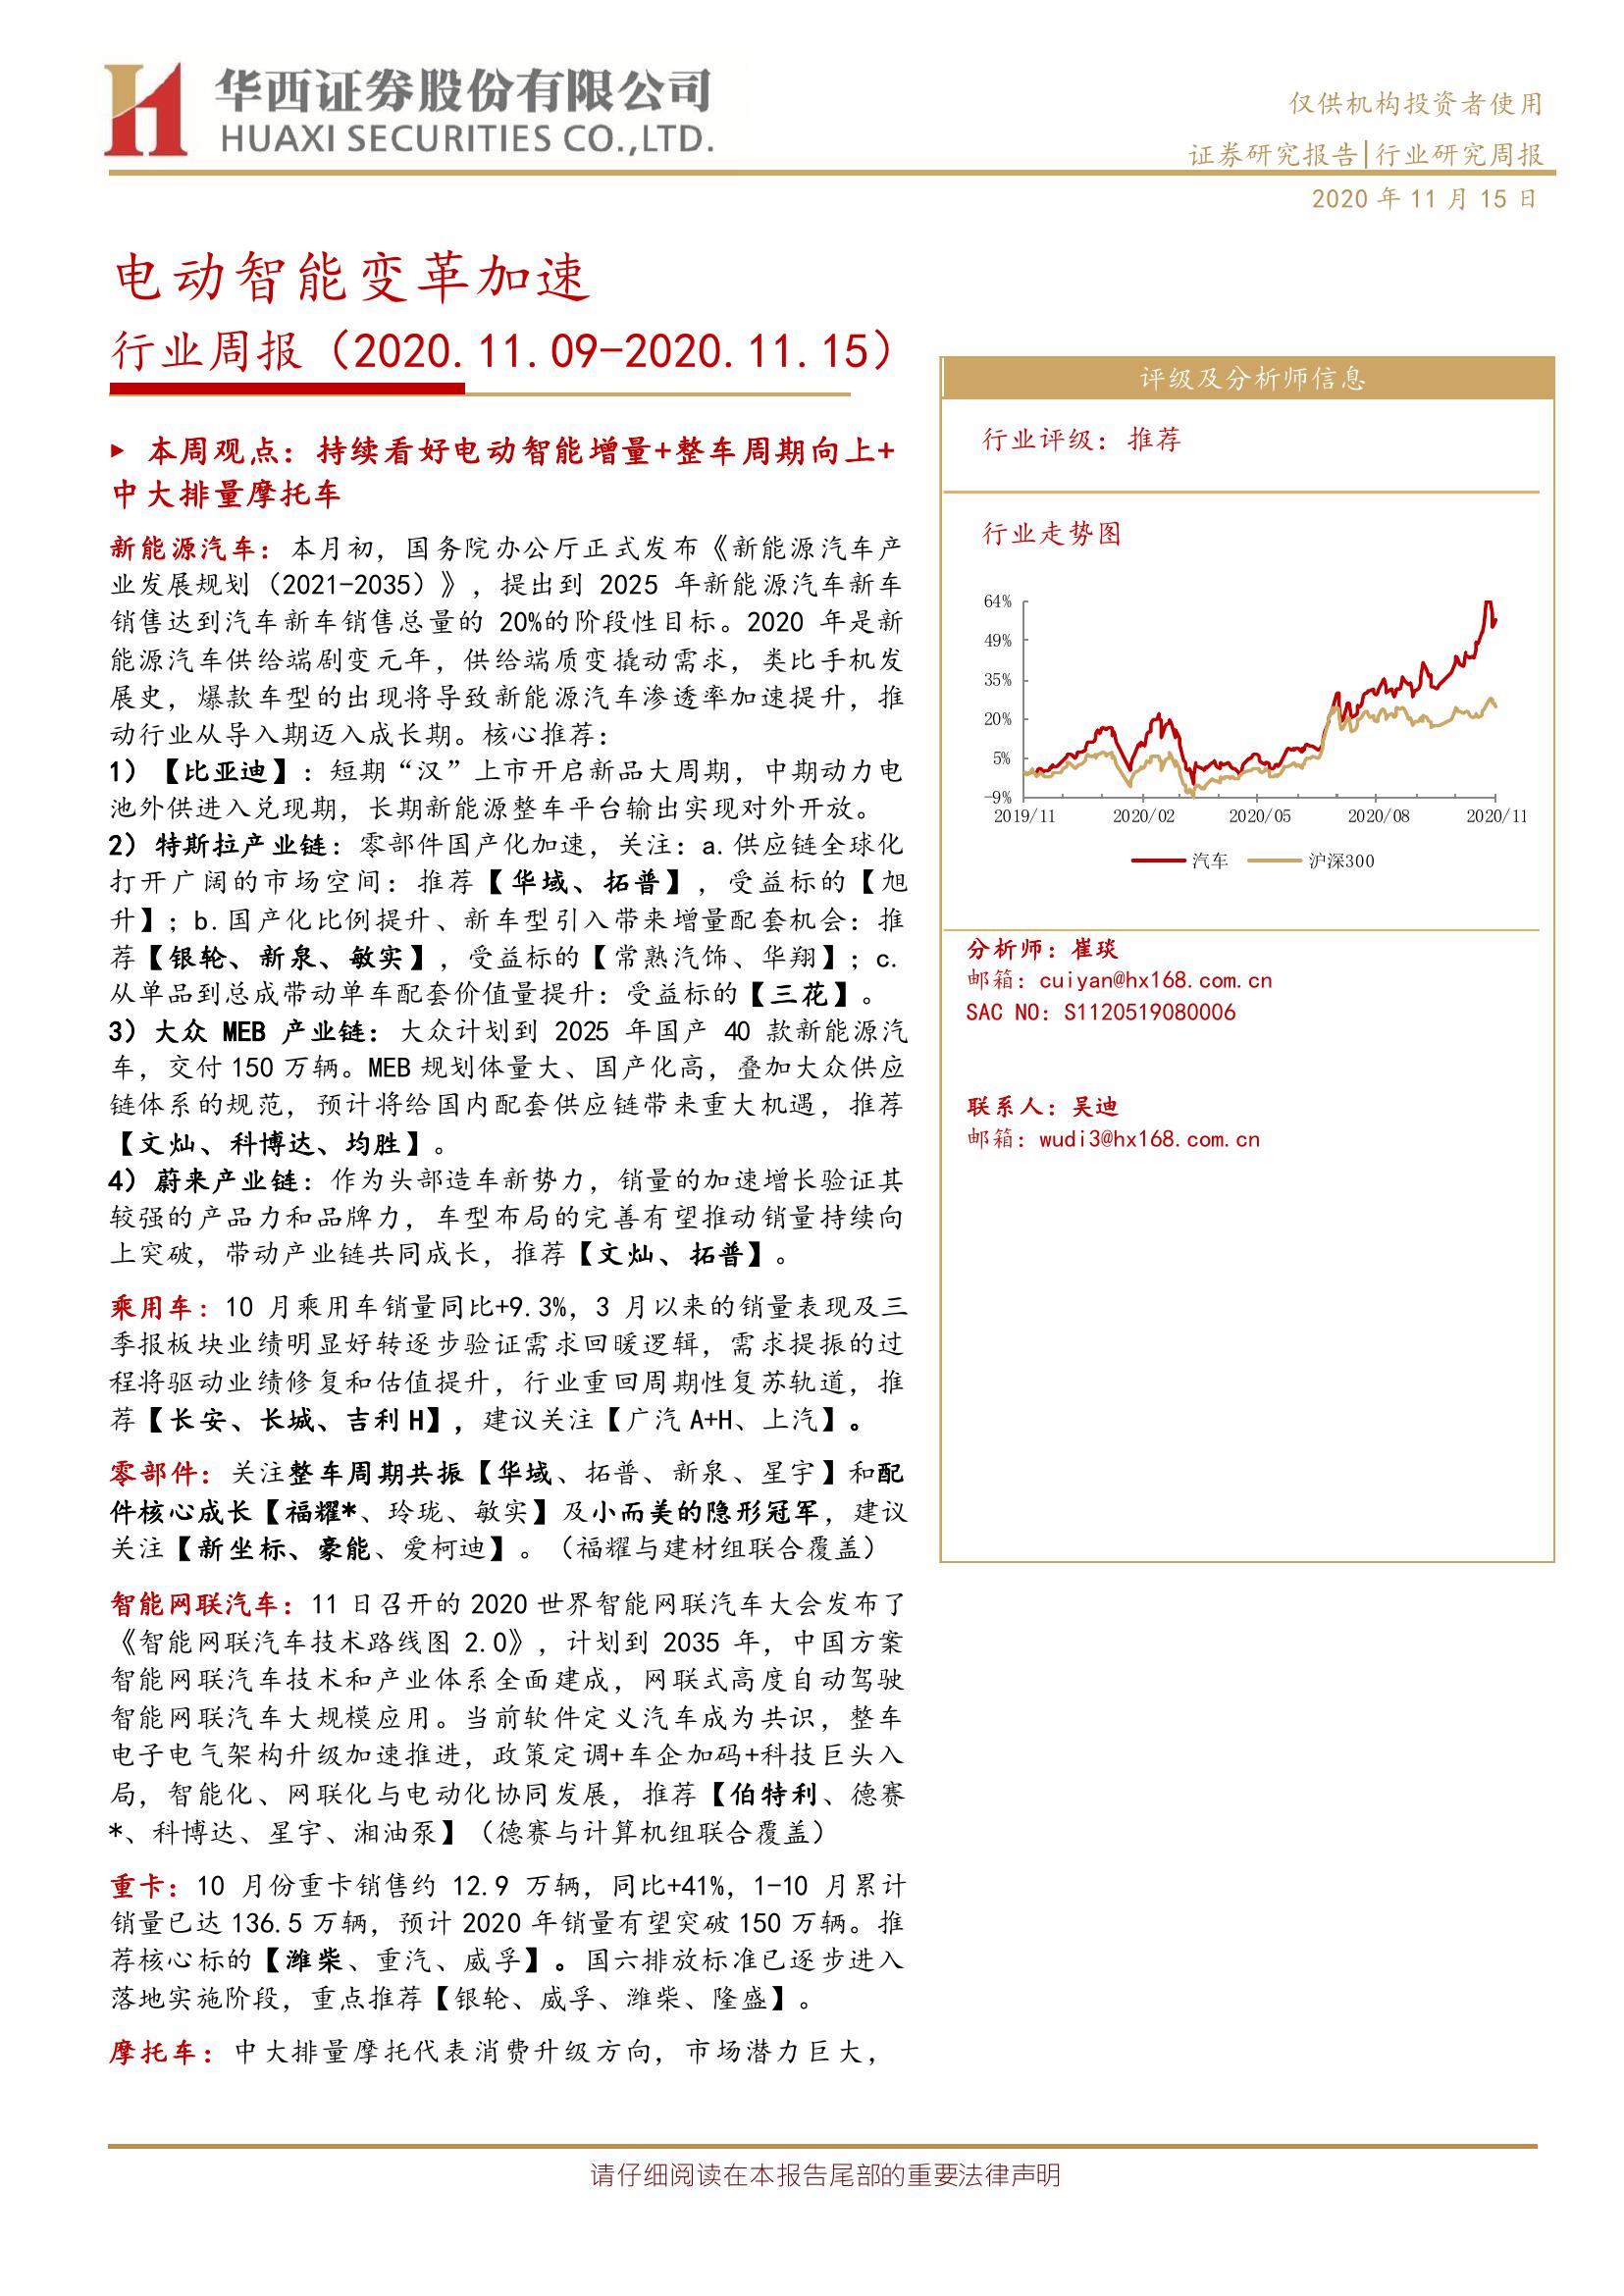 华西证券股份有限公司
HUAXI SECURITIES CO.,LTD.
仅供机构投资者使用
证券研究报告|行业研究周报
2020 年 11 月 15 日
电动智能变革加速
行业周报（2020.11.09-2020.11.15）
▸ 本周观点：持续看好电动智能增量+整车周期向上+
中大排量摩托车
新能源汽车：本月初，国务院办公厅正式发布《新能源汽车产
业发展规划（2021-2035）》，提出到 2025 年新能源汽车新车
销售达到汽车新车销售总量的 20%的阶段性目标。2020 年是新
能源汽车供给端剧变元年，供给端质变撬动需求，类比手机发
展史，爆款车型的出现将导致新能源汽车渗透率加速提升，推
动行业从导入期迈入成长期。核心推荐：
1）【比亚迪】：短期“汉”上市开启新品大周期，中期动力电
池外供进入兑现期，长期新能源整车平台输出实现对外开放。
2）特斯拉产业链：零部件国产化加速，关注：a.供应链全球化
打开广阔的市场空间：推荐【华域、拓普】，受益标的【旭
升】；b.国产化比例提升、新车型引入带来增量配套机会：推
荐【银轮、新泉、敏实】，受益标的【常熟汽饰、华翔】；c.
从单品到总成带动单车配套价值量提升：受益标的【三花】。
3）大众 MEB 产业链：大众计划到 2025 年国产 40 款新能源汽
车，交付 150 万辆。MEB 规划体量大、国产化高，叠加大众供应
链体系的规范，预计将给国内配套供应链带来重大机遇，推荐
【文灿、科博达、均胜】。
4）蔚来产业链：作为头部造车新势力，销量的加速增长验证其
较强的产品力和品牌力，车型布局的完善有望推动销量持续向
上突破，带动产业链共同成长，推荐【文灿、拓普】。
乘用车：10 月乘用车销量同比+9.3%，3 月以来的销量表现及三
季报板块业绩明显好转逐步验证需求回暖逻辑，需求提振的过
程将驱动业绩修复和估值提升，行业重回周期性复苏轨道，推
荐【长安、长城、吉利 H】，建议关注【广汽 A+H、上汽】。
零部件：关注整车周期共振【华域、拓普、新泉、星宇】和配
件核心成长【福耀*、玲珑、敏实】及小而美的隐形冠军，建议
关注【新坐标、豪能、爱柯迪】。（福耀与建材组联合覆盖）
智能网联汽车：11 日召开的 2020 世界智能网联汽车大会发布了
《智能网联汽车技术路线图 2.0》，计划到 2035 年，中国方案
智能网联汽车技术和产业体系全面建成，网联式高度自动驾驶
智能网联汽车大规模应用。当前软件定义汽车成为共识，整车
电子电气架构升级加速推进，政策定调+车企加码+科技巨头入
局，智能化、网联化与电动化协同发展，推荐【伯特利、德赛
*、科博达、星宇、湘油泵】（德赛与计算机组联合覆盖）
重卡：10 月份重卡销售约 12.9 万辆，同比+41%，1-10 月累计
销量已达 136.5 万辆，预计 2020 年销量有望突破 150 万辆。推
荐核心标的【潍柴、重汽、威孚】。国六排放标准已逐步进入
落地实施阶段，重点推荐【银轮、威孚、潍柴、隆盛】。
摩托车：中大排量摩托代表消费升级方向，市场潜力巨大，
评级及分析师信息
行业评级：推荐
行业走势图
64%
49%
35%
20%
5%
-9%
2019/11 2020/02 2020/05 2020/08 2020/11
汽车 沪深300
分析师：崔琰
邮箱：cuiyan@hx168.com.cn
SAC NO：S1120519080006
联系人：吴迪
邮箱：wudi3@hx168.com.cn
请仔细阅读在本报告尾部的重要法律声明